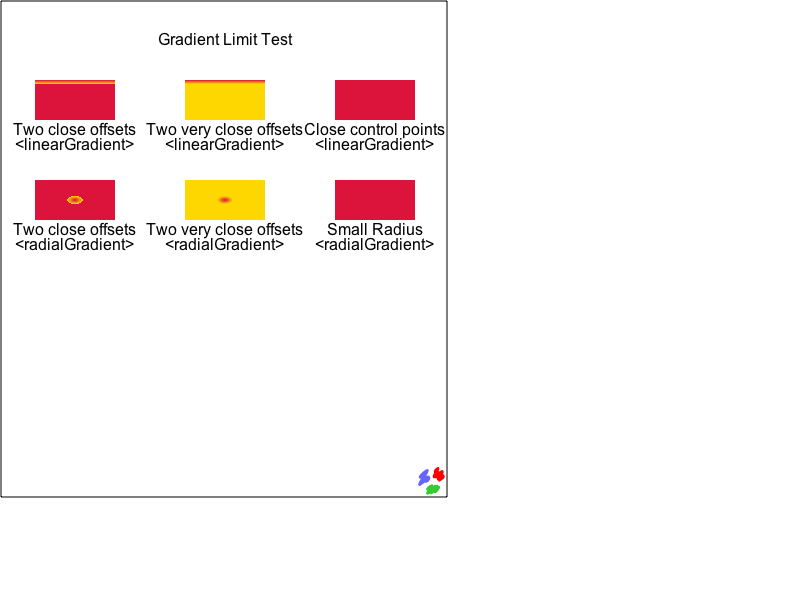 Gradient Limit Test
Two close offsets
<linearGradient>
Two very close offsets
<linearGradient>
Close control points
<linearGradient>
Two close offsets
<radialGradient>
Two very close offsets
<radialGradient>
Small Radius
<radialGradient>